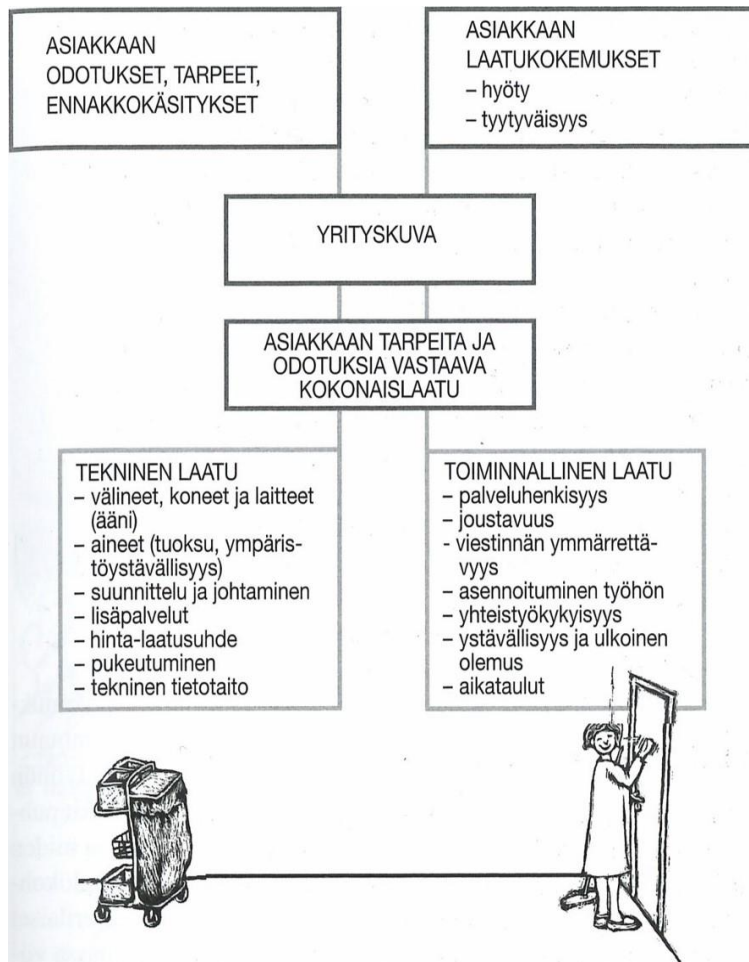 ASIAKKAAN
ODOTUKSET, TARPEET,
ENNAKKOKÄSITYKSET
ASIAKKAAN
LAATUKOKEMUKSET
– hyöty
– tyytyväisyys
YRITYSKUVA
ASIAKKAAN TARPEITA JA
ODOTUKSIA VASTAAVA
KOKONAISLAATU
TEKNINEN LAATU
– välineet, koneet ja laitteet
(ääni)
– aineet (tuoksu, ympäris-
töystävällisyys)
– suunnittelu ja johtaminen
– lisäpalvelut
– hinta-laatusuhde
– pukeutuminen
– tekninen tietotaito
TOIMINNALLINEN LAATU
– palveluhenkisyys
– joustavuus
- viestinnän ymmärrettä-
vyys
– asennoituminen työhön
– yhteistyökykyisyys
– ystävällisyys ja ulkoinen
olemus
– aikataulut